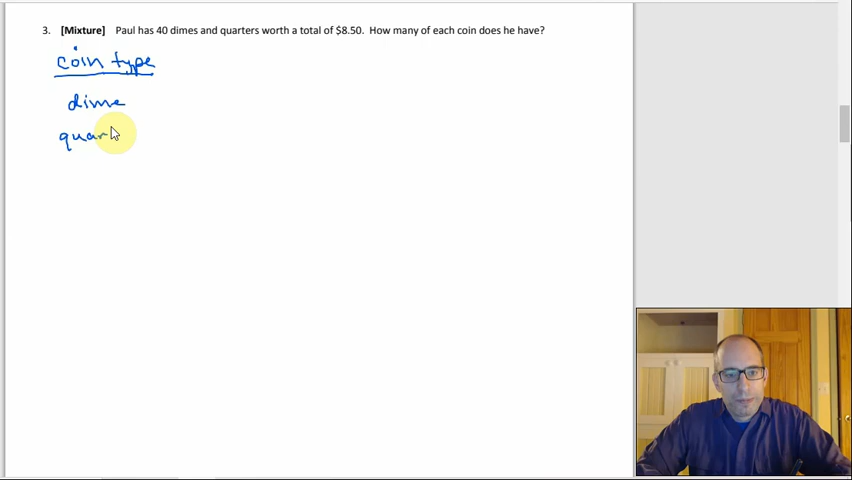 3. [Mixture] Paul has 40 dimes and quarters worth a total of $8.50. How many of each coin does he have?
coin type
dime
quar